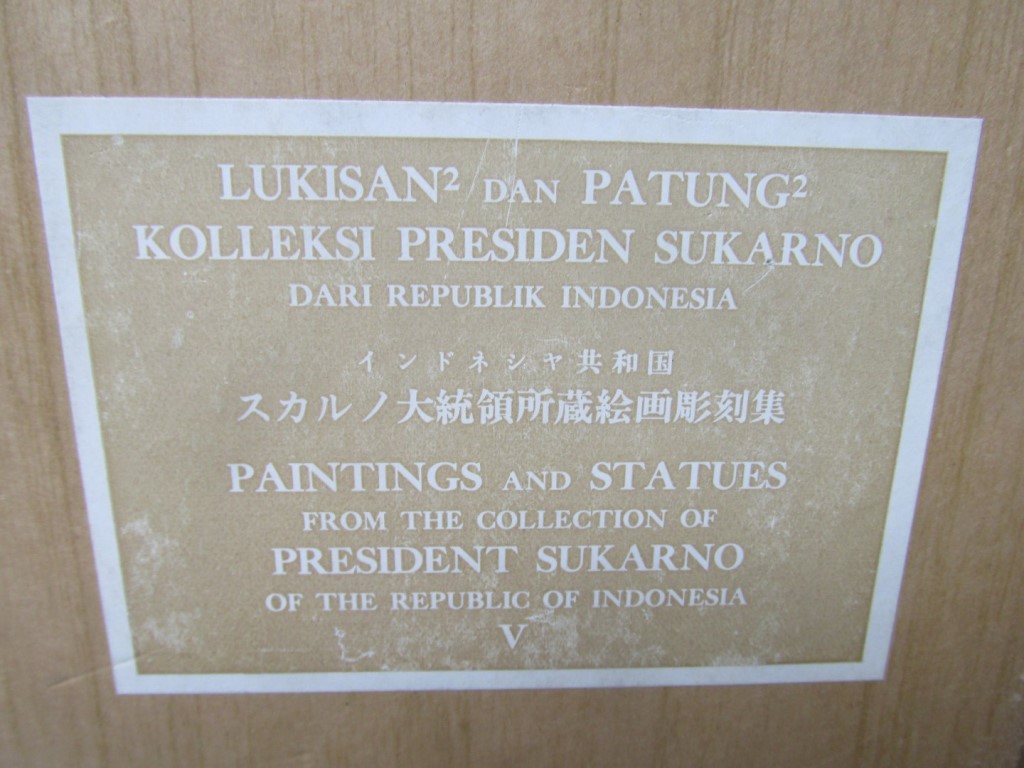 LUKISAN² DAN PATUNG²
KOLLEKSI PRESIDEN SUKARNO
DARI REPUBLIK INDONESIA
インドネシヤ共和国
スカルノ大統領所蔵絵画彫刻集
PAINTINGS AND STATUES
FROM THE COLLECTION OF
PRESIDENT SUKARNO
OF THE REPUBLIC OF INDONESIA
V